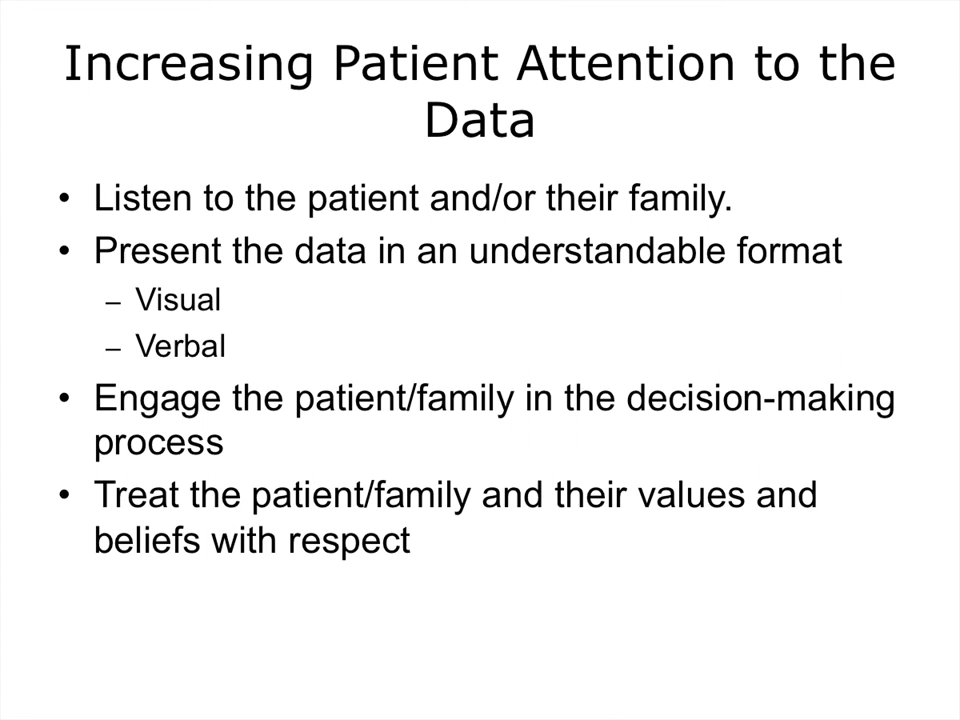 Increasing Patient Attention to the
Data
• Listen to the patient and/or their family.
• Present the data in an understandable format
– Visual
– Verbal
• Engage the patient/family in the decision-making
process
• Treat the patient/family and their values and
beliefs with respect